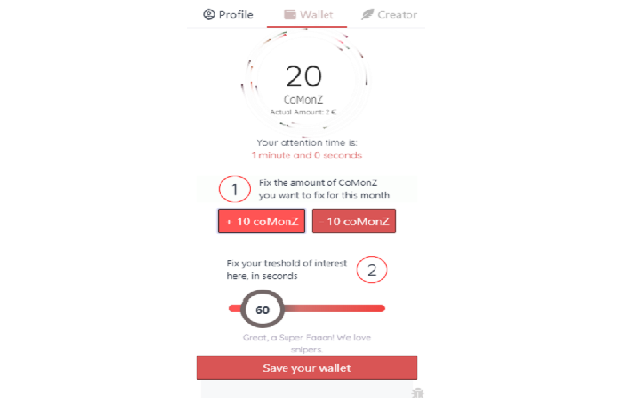 Profile Wallet Creator
20
CoMonZ
Actual Amount: 2 €
Your attention time is:
1 minute and 0 seconds
1 Fix the amount of CoMonZ
you want to fix for this month
+ 10 coMonZ - 10 coMonZ
Fix your treshold of interest
here, in seconds 2
60
Great, a Super Faaan! We love
snipers
Save your wallet